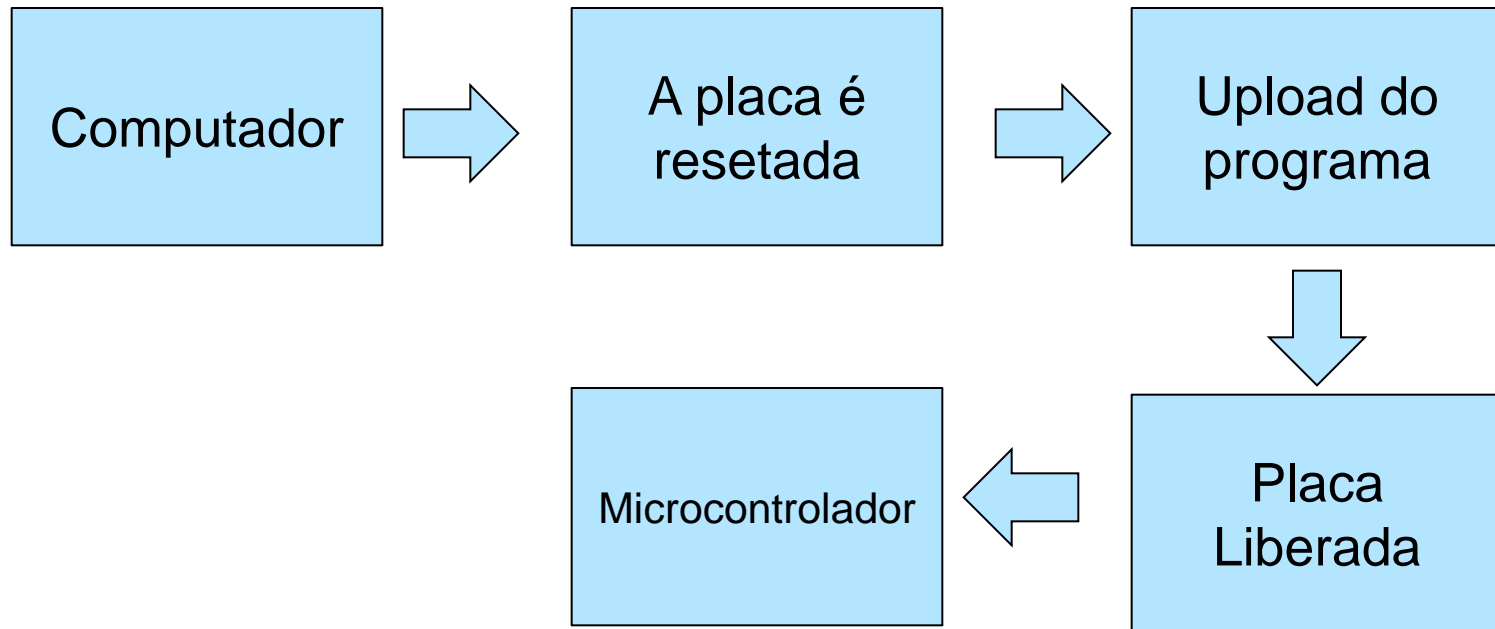 Computador
A placa é
resetada
Upload do
programa
Placa
Liberada
Microcontrolador